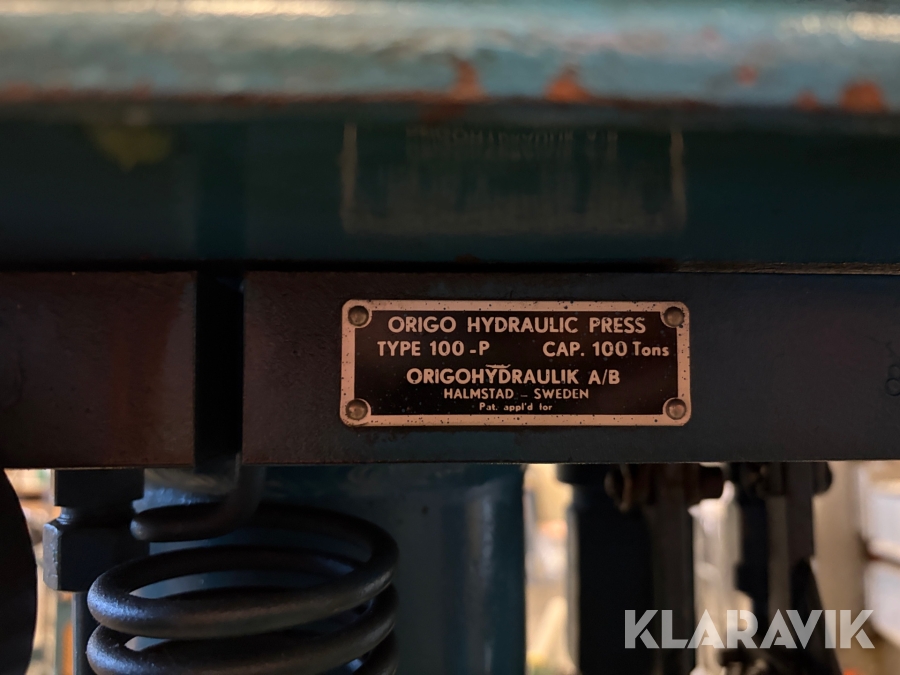 ORIGO HYDRAULIC PRESS
TYPE 100-P CAP. 100 Tons
ORIGOHYDRAULIK A/B
HALMSTAD - SWEDEN
Pat. appl'd for
KLARAVIK